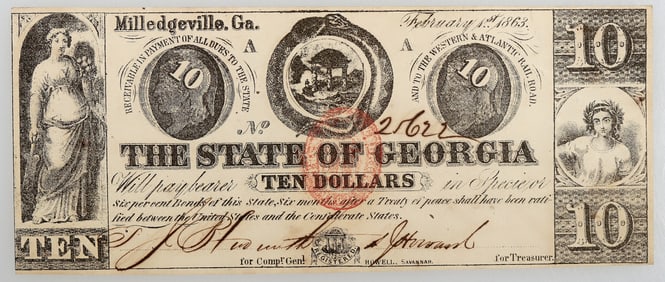 Milledgeville, Ga.
February 1st 1863.
A
A
RECEIVABLE IN PAYMENT OF ALL DUES TO THE STATE
AND TO THE WESTERN & ATLANTIC RAIL ROAD.
10
10
10
No
20622
THE STATE OF GEORGIA
Will pay bearer TEN DOLLARS in Specie or
Six per cent Bonds of this State, Six months after a Treaty of peace shall have been rati-
fied between the United States and the Confederate States.
TEN
10
for Compt. Genl.
REGISTERED
HOWELL, SAVANNAH.
for Treasurer.